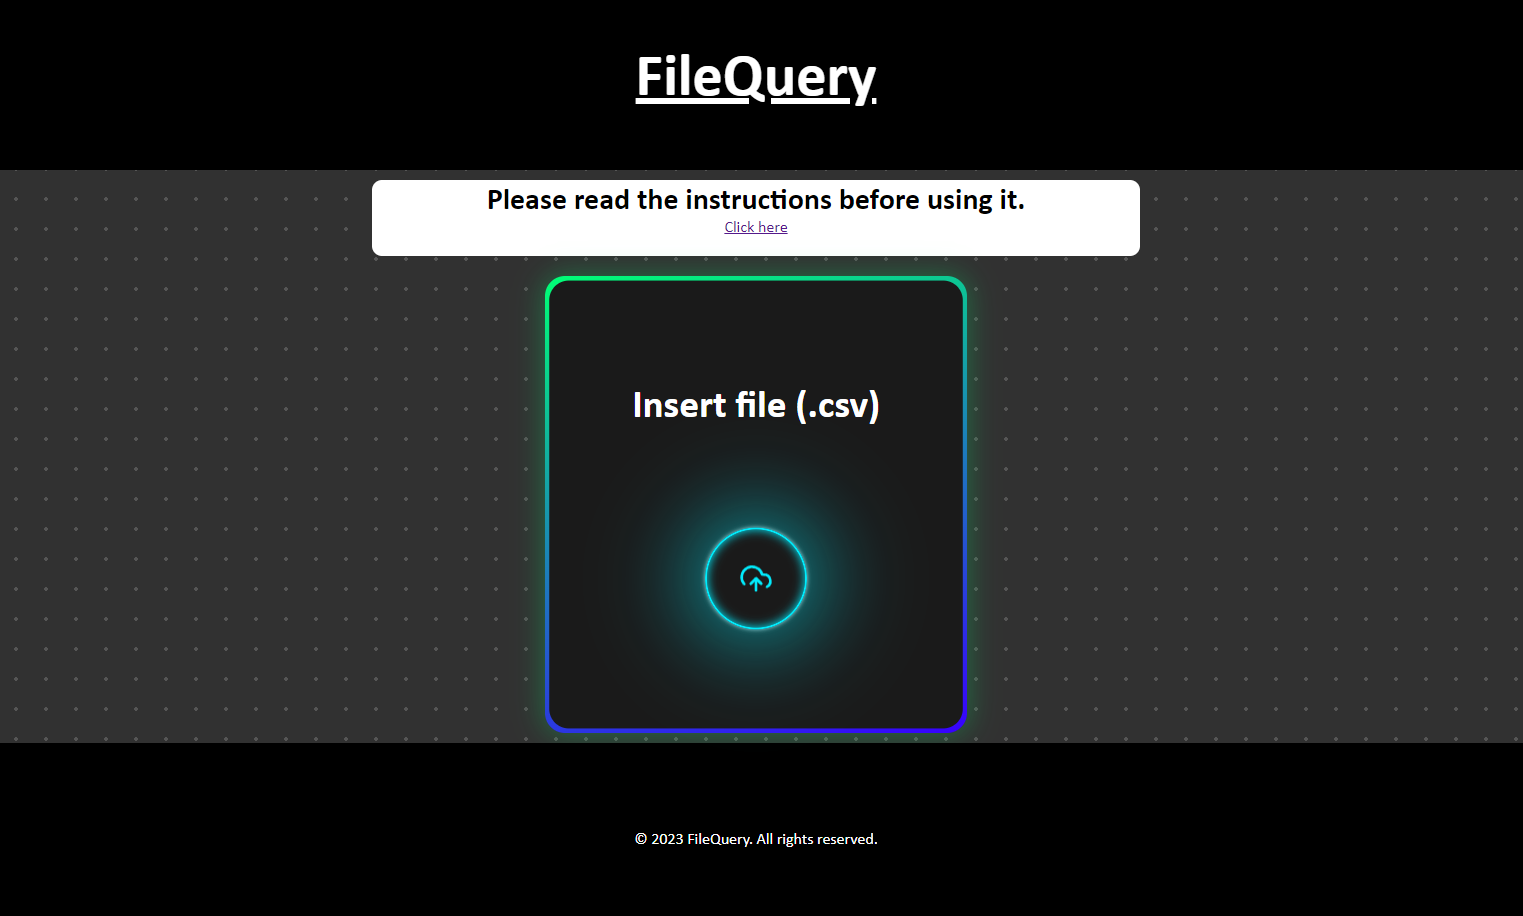 FileQuery
Please read the instructions before using it.
Click here
Insert file (.csv)
© 2023 FileQuery. All rights reserved.